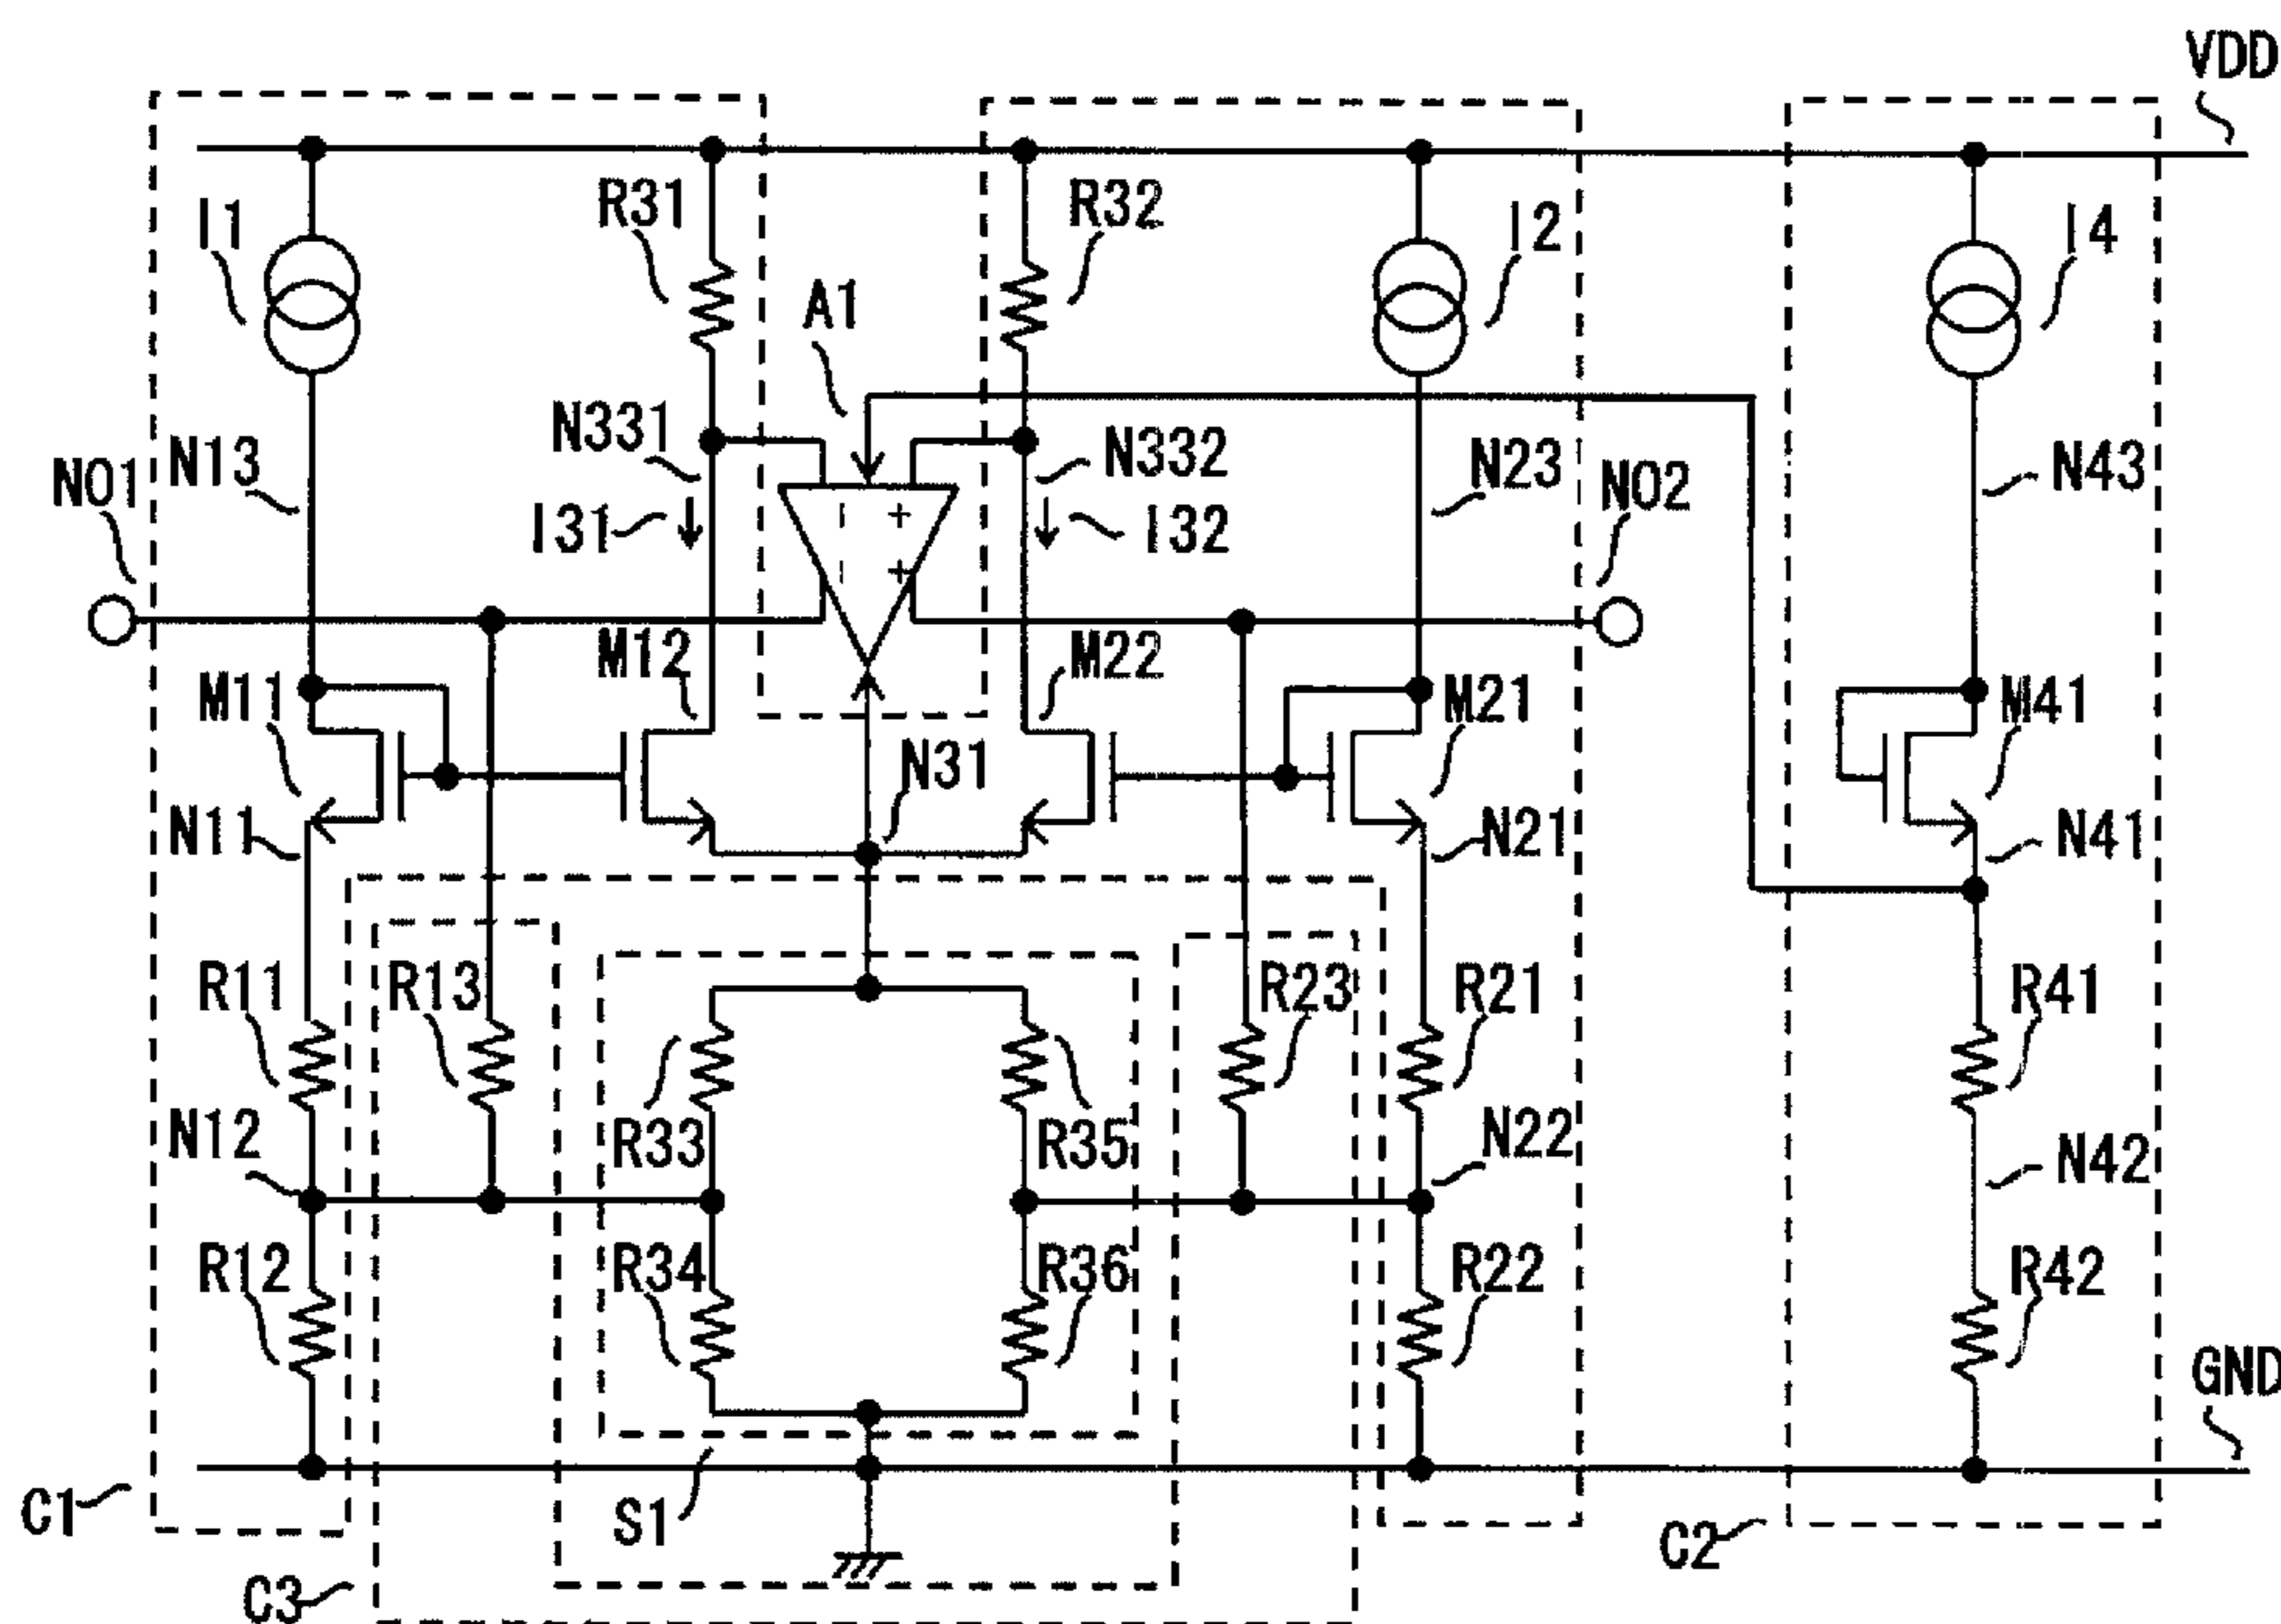 VDD
I1
R31
R32
I2
I4
A1
N13
N331
N332
N23
N43
NO1
NO2
I31
I32
- +
- +
M11
M12
M22
M21
M41
N11
N31
N21
N41
R11
R13
R23
R21
R41
N12
R33
R35
N22
N42
R12
R34
R36
R22
R42
GND
C1
S1
C2
C3